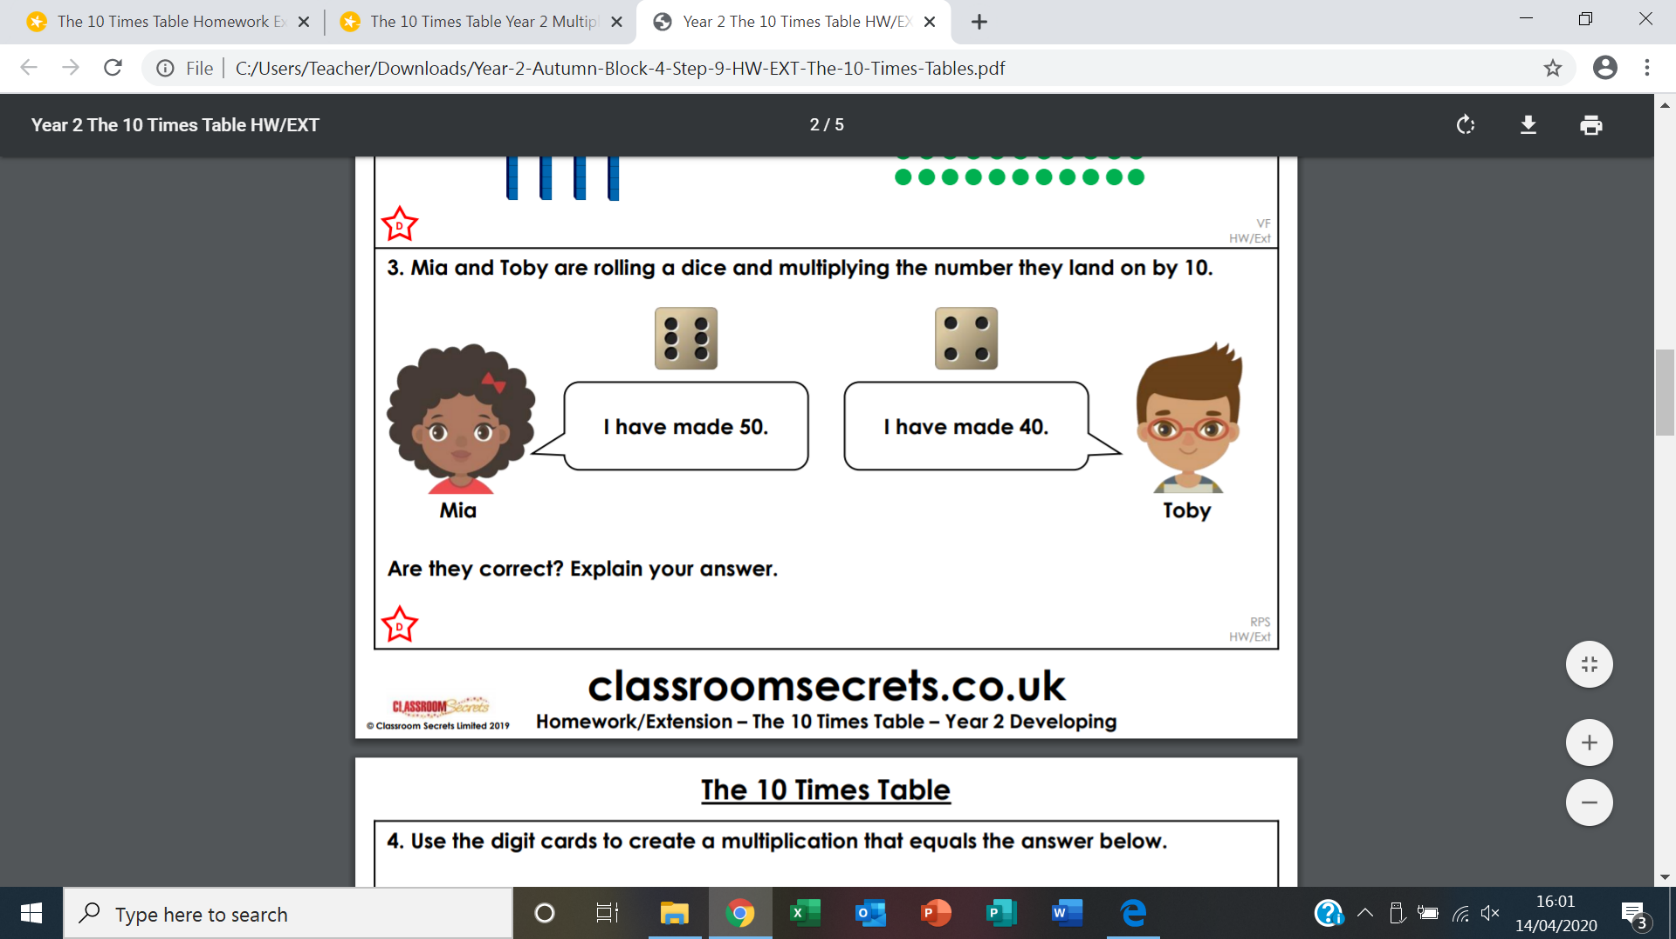 The 10 Times Table Homework Ex
The 10 Times Table Year 2 Multipl
Year 2 The 10 Times Table HW/EX
File
C:/Users/Teacher/Downloads/Year-2-Autumn-Block-4-Step-9-HW-EXT-The-10-Times-Tables.pdf
Year 2 The 10 Times Table HW/EXT
2 / 5
D
VF
HW/Ext
3. Mia and Toby are rolling a dice and multiplying the number they land on by 10.
I have made 50.
I have made 40.
Mia
Toby
Are they correct? Explain your answer.
D
RPS
HW/Ext
classroomsecrets.co.uk
CLASSROOM Secrets
© Classroom Secrets Limited 2019
Homework/Extension – The 10 Times Table – Year 2 Developing
The 10 Times Table
4. Use the digit cards to create a multiplication that equals the answer below.
Type here to search
16:01
14/04/2020
3